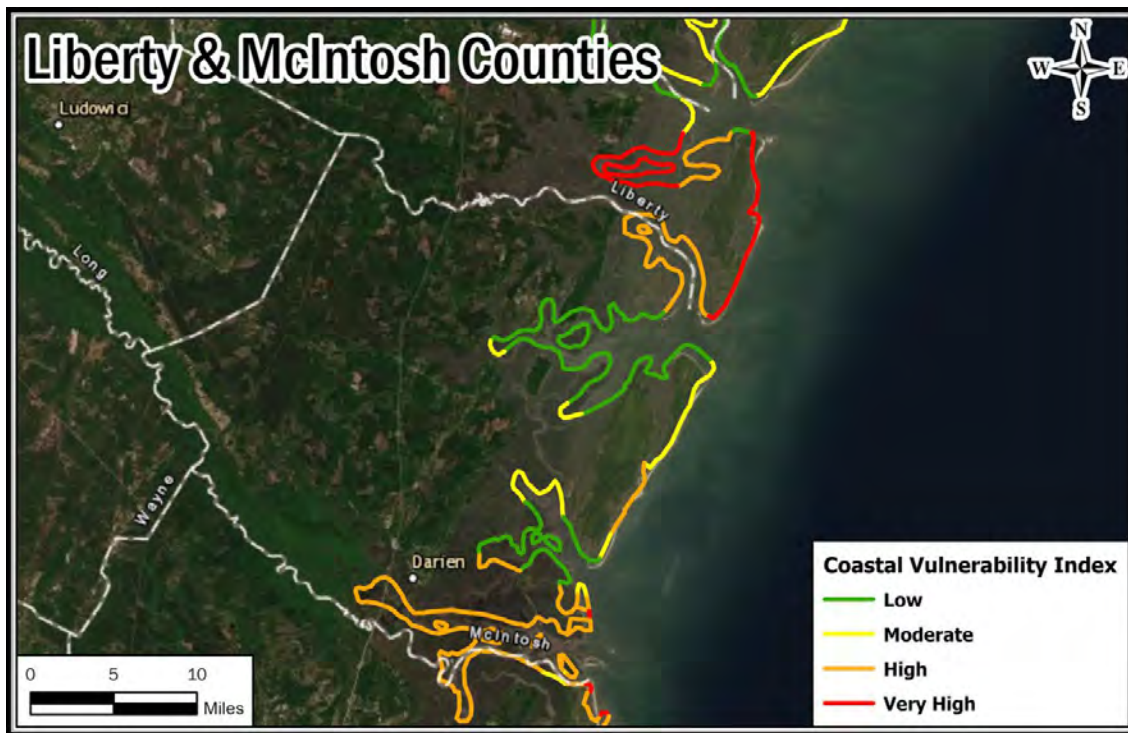 Liberty & McIntosh Counties
N
W E
S
Ludowici
Liberty
Long
Wayne
Darien
McIntosh
Coastal Vulnerability Index
Low
Moderate
High
Very High
0 5 10
Miles